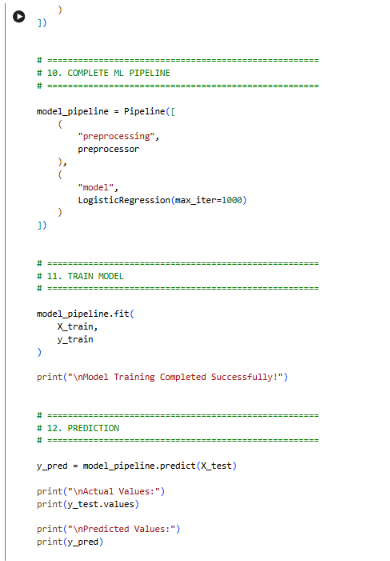 )
])
# ======================================================
# 10. COMPLETE ML PIPELINE
# ======================================================
model_pipeline = Pipeline([
(
"preprocessing",
preprocessor
),
(
"model",
LogisticRegression(max_iter=1000)
)
])
# ======================================================
# 11. TRAIN MODEL
# ======================================================
model_pipeline.fit(
X_train,
y_train
)
print("\nModel Training Completed Successfully!")
# ======================================================
# 12. PREDICTION
# ======================================================
y_pred = model_pipeline.predict(X_test)
print("\nActual Values:")
print(y_test.values)
print("\nPredicted Values:")
print(y_pred)